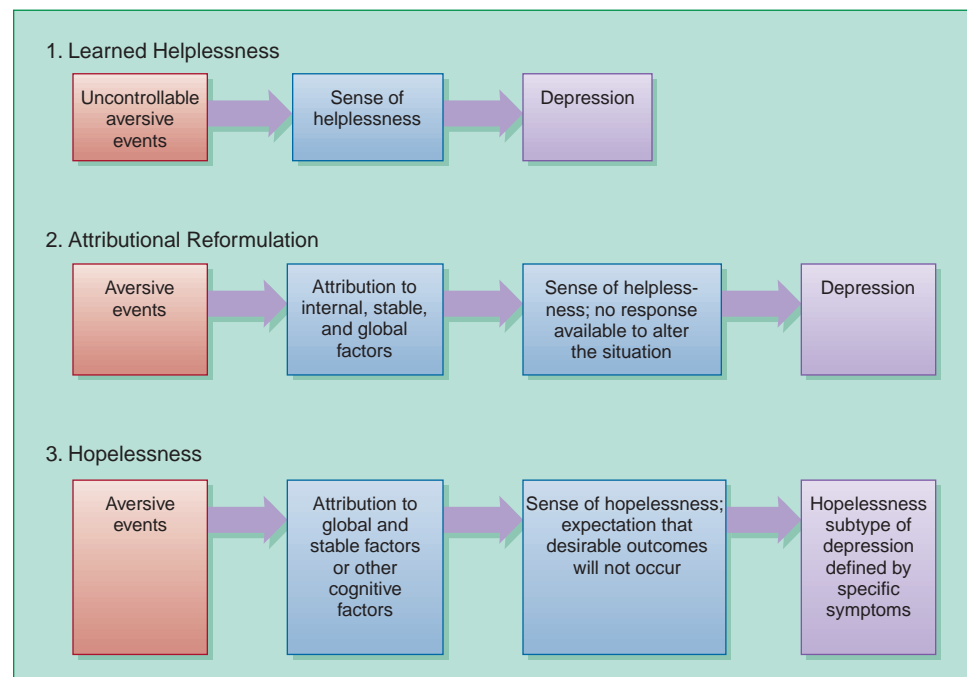 1. Learned Helplessness
Uncontrollable
aversive
events
Sense of
helplessness
Depression
2. Attributional Reformulation
Aversive
events
Attribution to
internal, stable,
and global
factors
Sense of helpless-
ness; no response
available to alter
the situation
Depression
3. Hopelessness
Aversive
events
Attribution to
global and
stable factors
or other
cognitive
factors
Sense of hopelessness;
expectation that
desirable outcomes
will not occur
Hopelessness
subtype of
depression
defined by
specific
symptoms